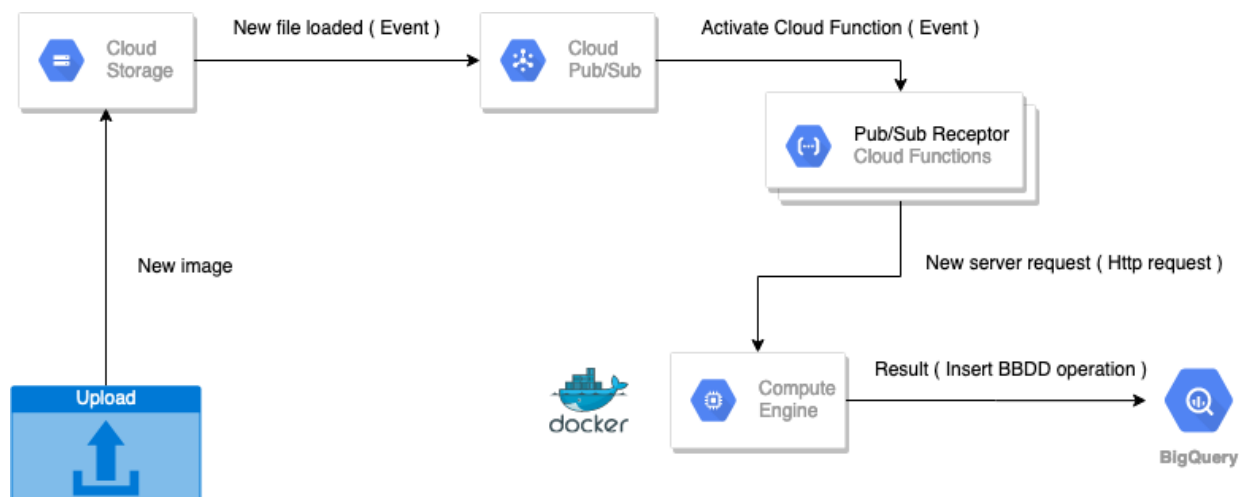 New file loaded ( Event )
Activate Cloud Function ( Event )
Cloud
Storage
Cloud
Pub/Sub
Pub/Sub Receptor
Cloud Functions
New image
New server request ( Http request )
Upload
docker
Compute
Engine
Result ( Insert BBDD operation )
BigQuery